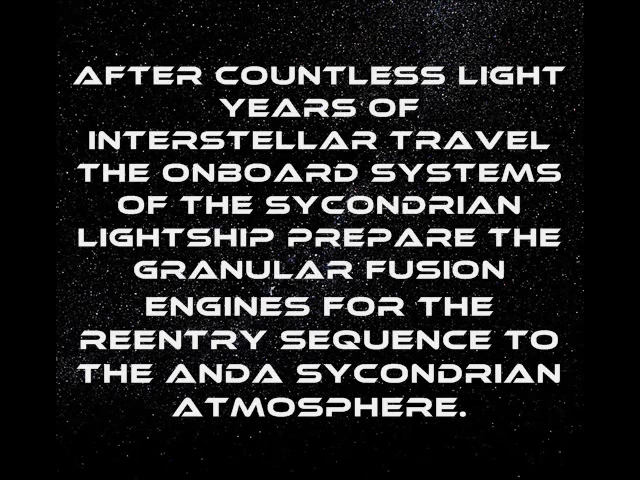 AFTER COUNTLESS LIGHT
YEARS OF
INTERSTELLAR TRAVEL
THE ONBOARD SYSTEMS
OF THE SYCONDRIAN
LIGHTSHIP PREPARE THE
GRANULAR FUSION
ENGINES FOR THE
REENTRY SEQUENCE TO
THE ANDA SYCONDRIAN
ATMOSPHERE.